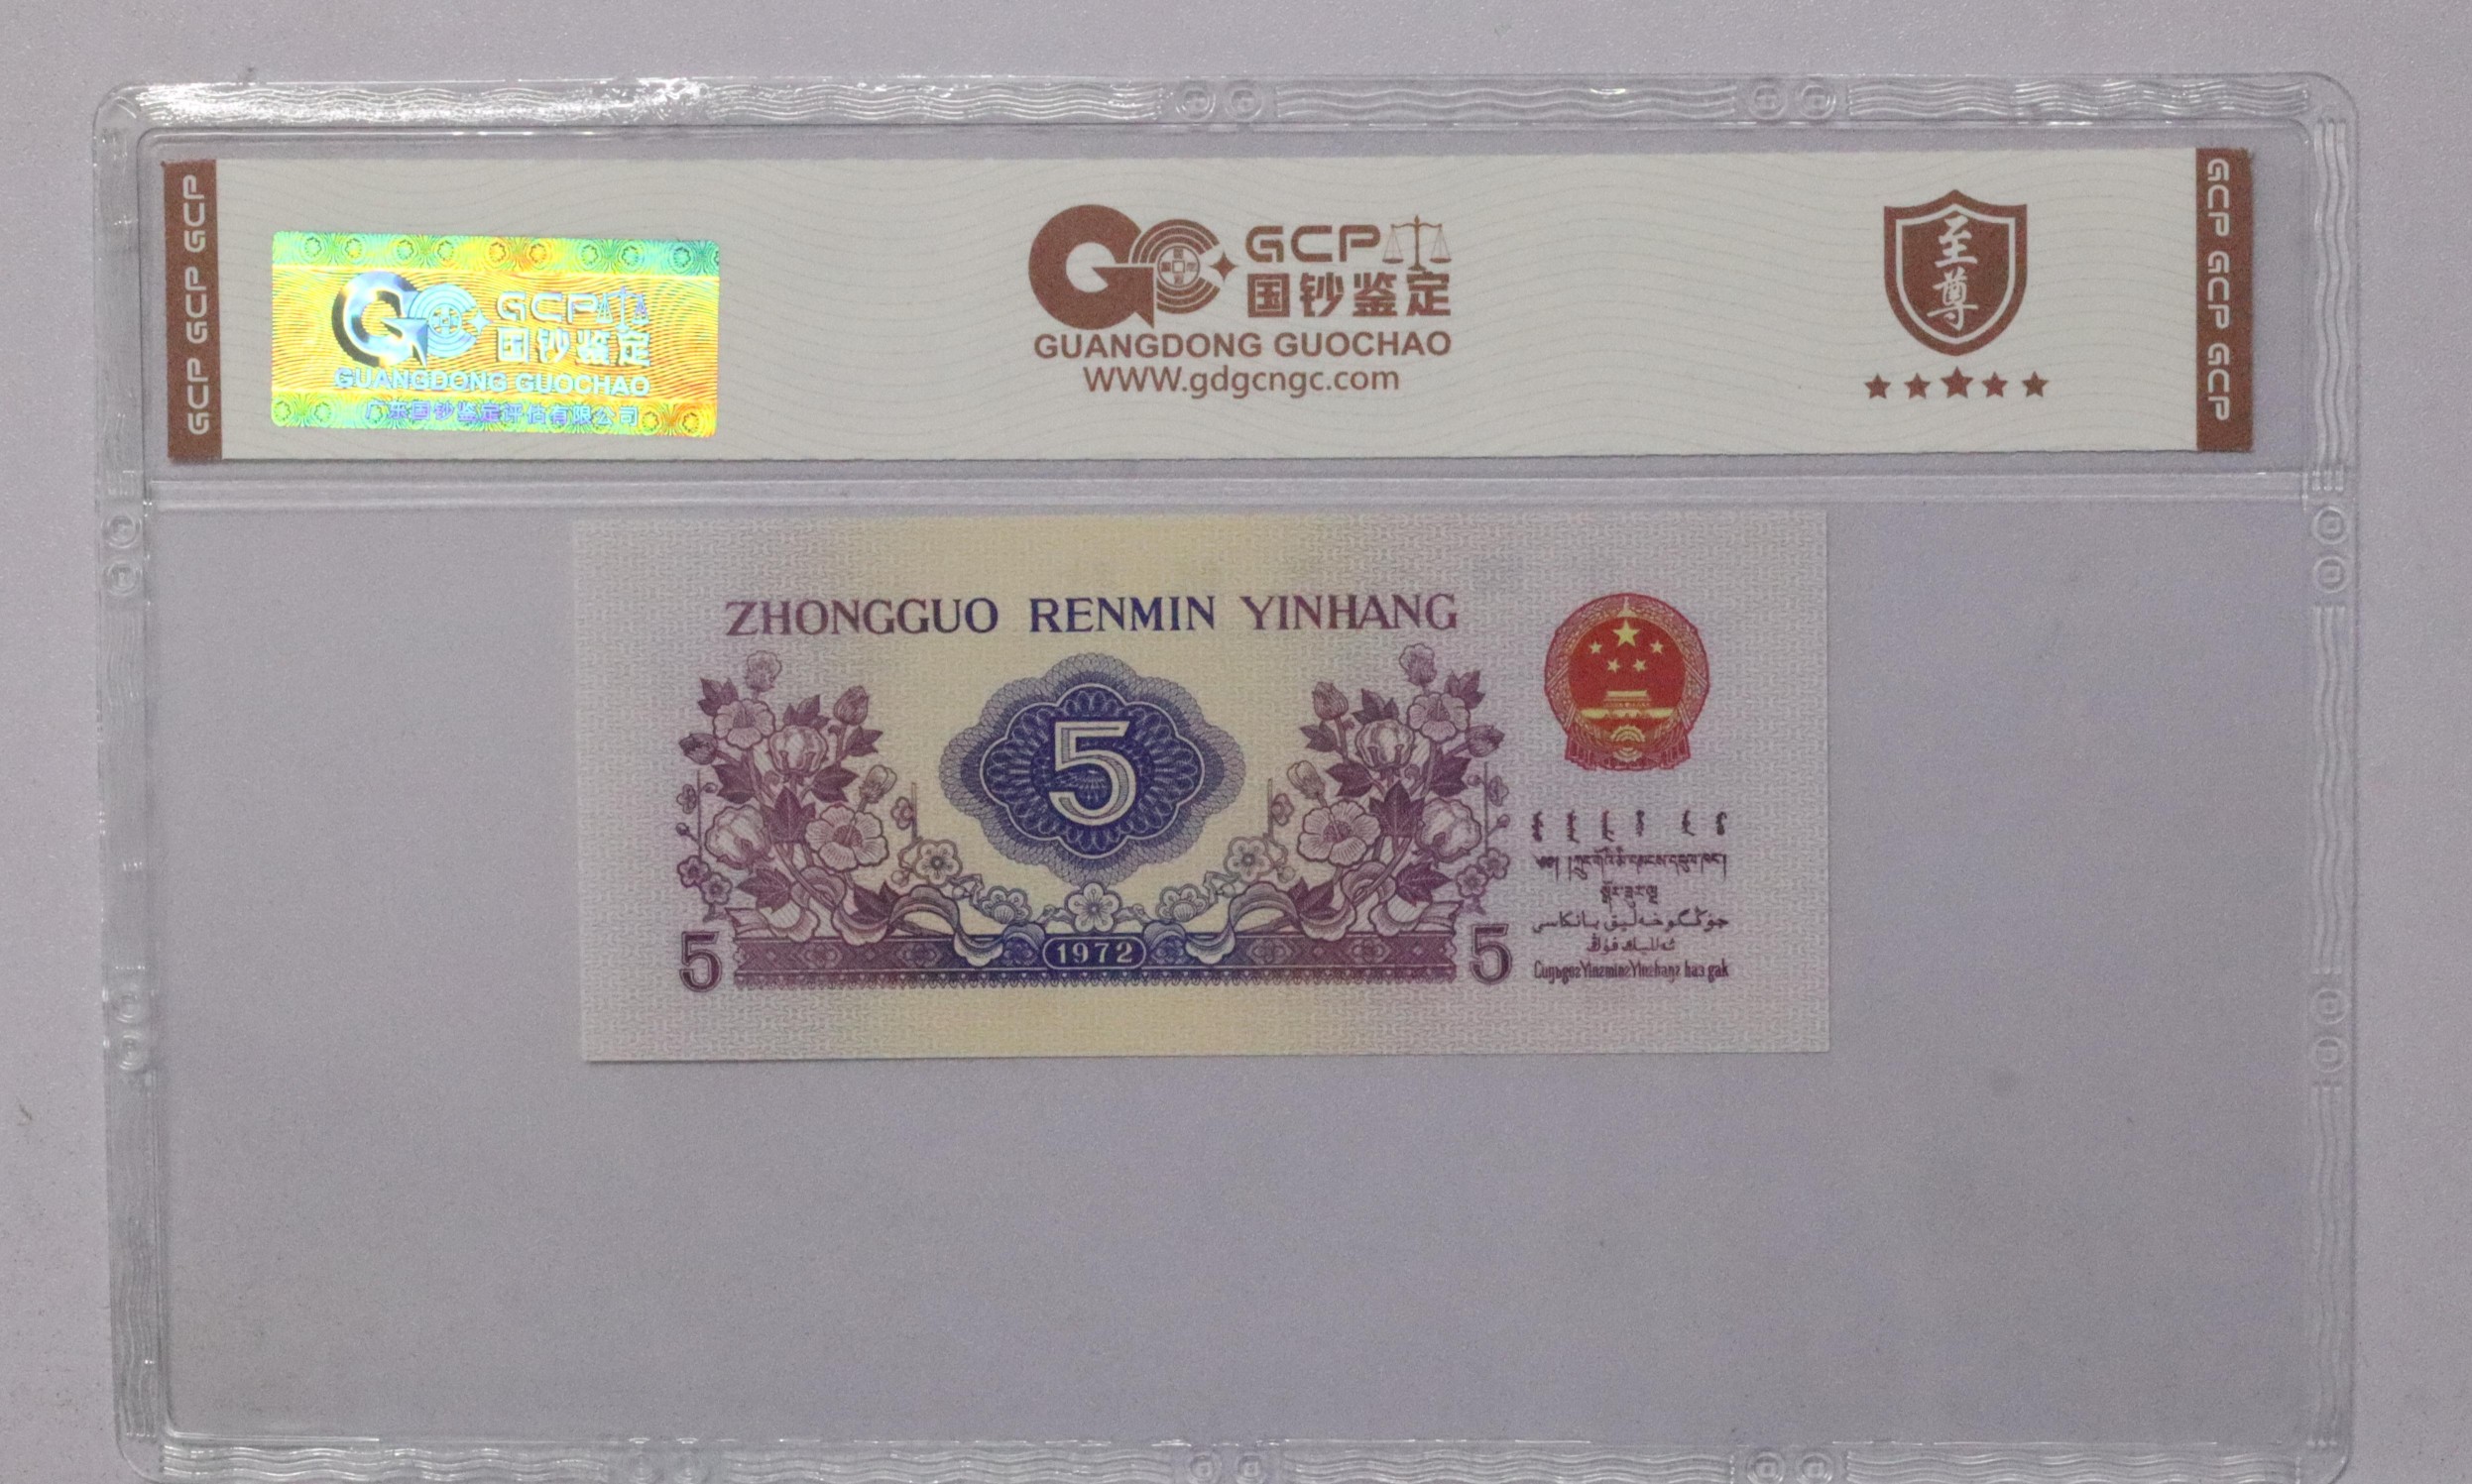 GCP GCP GCP
GCP
国钞鉴定
GUANGDONG GUOCHAO
广东国钞鉴定评估有限公司
GCP
国钞鉴定
GUANGDONG GUOCHAO
WWW.gdgcngc.com
至
尊
GCP GCP GCP
ZHONGGUO RENMIN YINHANG
5
1972
5
5